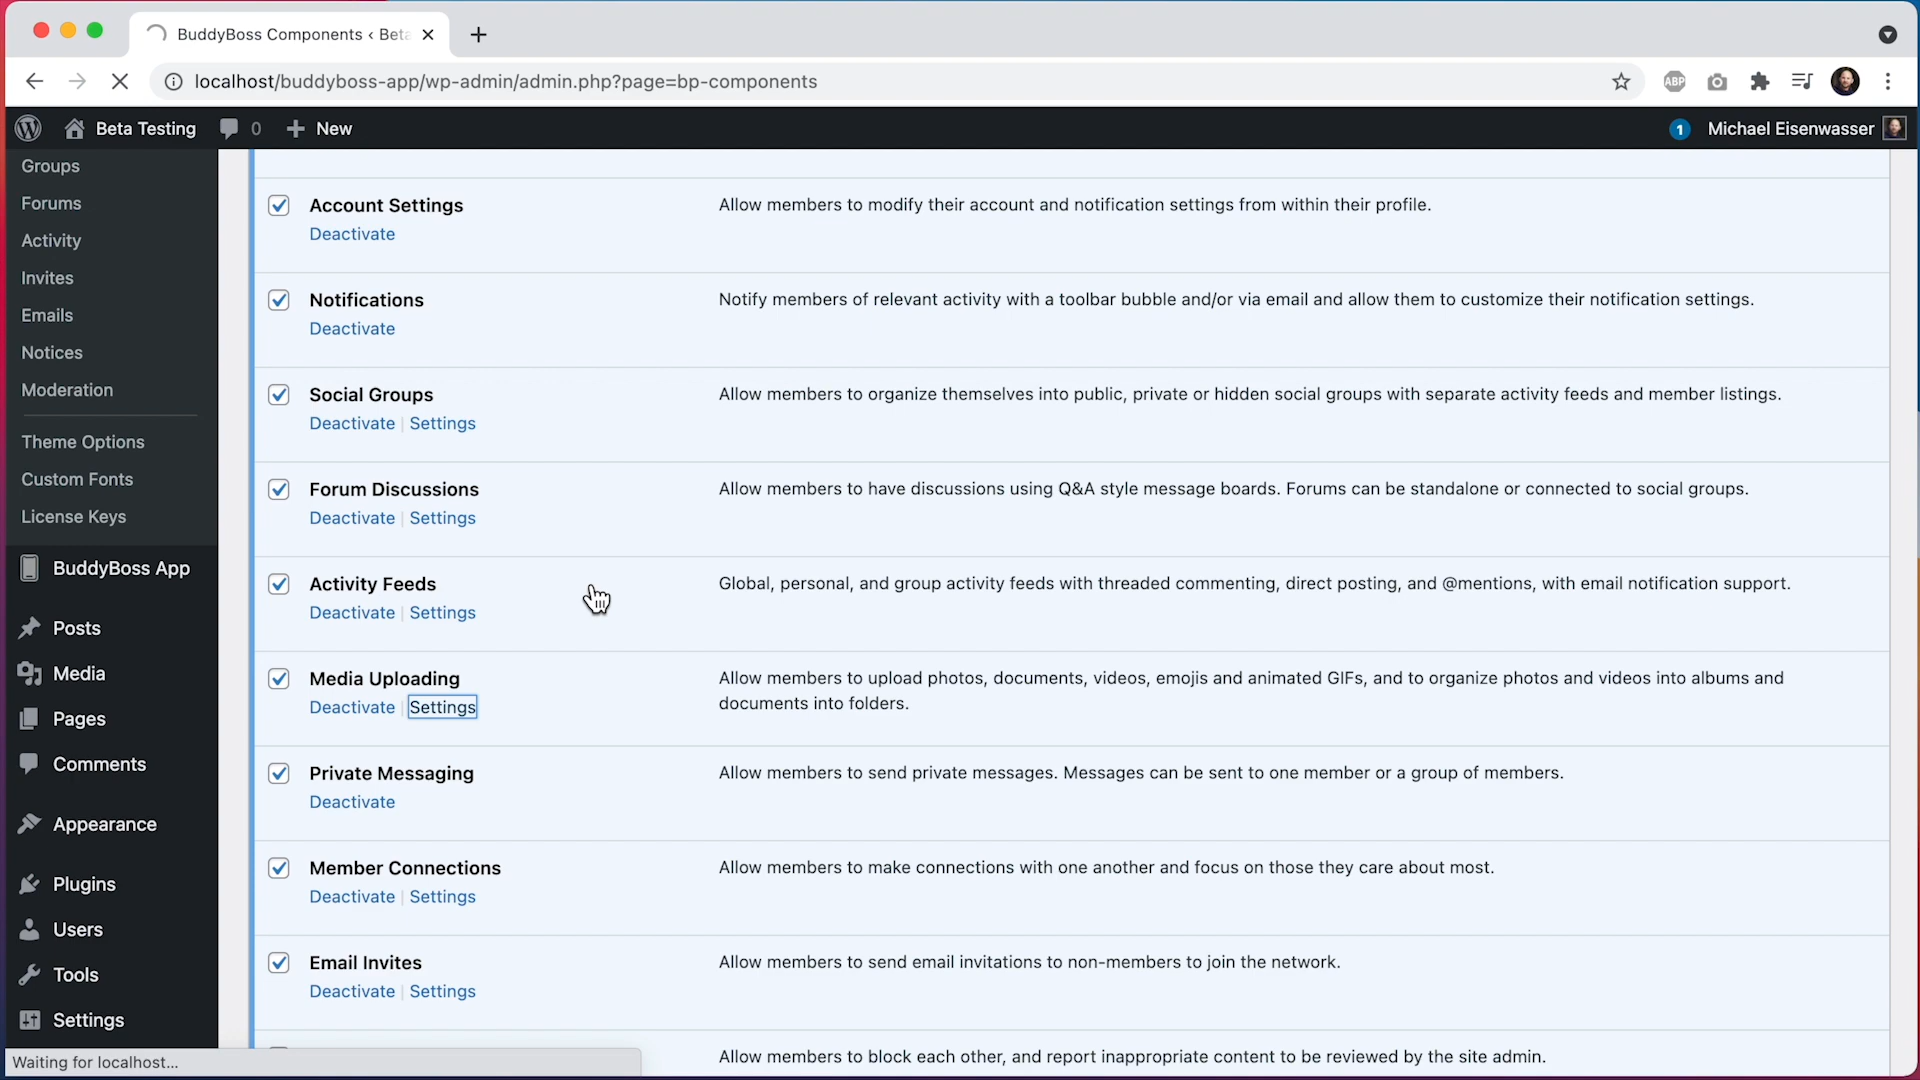 BuddyBoss Components ‹ Beta
localhost/buddyboss-app/wp-admin/admin.php?page=bp-components
ABP
Beta Testing
0
New
1
Michael Eisenwasser
Groups
Forums
Activity
Invites
Emails
Notices
Moderation
Theme Options
Custom Fonts
License Keys
BuddyBoss App
Posts
Media
Pages
Comments
Appearance
Plugins
Users
Tools
Settings
Account Settings
Deactivate
Allow members to modify their account and notification settings from within their profile.
Notifications
Deactivate
Notify members of relevant activity with a toolbar bubble and/or via email and allow them to customize their notification settings.
Social Groups
Deactivate | Settings
Allow members to organize themselves into public, private or hidden social groups with separate activity feeds and member listings.
Forum Discussions
Deactivate | Settings
Allow members to have discussions using Q&A style message boards. Forums can be standalone or connected to social groups.
Activity Feeds
Deactivate | Settings
Global, personal, and group activity feeds with threaded commenting, direct posting, and @mentions, with email notification support.
Media Uploading
Deactivate | Settings
Allow members to upload photos, documents, videos, emojis and animated GIFs, and to organize photos and videos into albums and
documents into folders.
Private Messaging
Deactivate
Allow members to send private messages. Messages can be sent to one member or a group of members.
Member Connections
Deactivate | Settings
Allow members to make connections with one another and focus on those they care about most.
Email Invites
Deactivate | Settings
Allow members to send email invitations to non-members to join the network.
Allow members to block each other, and report inappropriate content to be reviewed by the site admin.
Waiting for localhost...